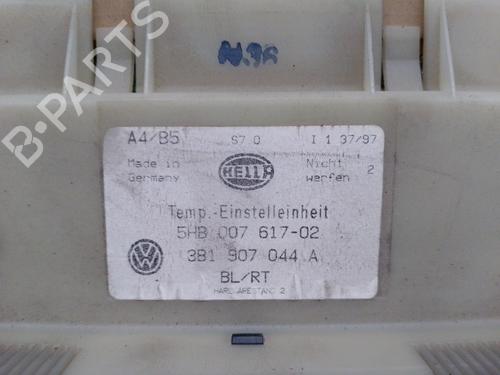 A4/B5 S7 0 I 1 37/97
Made in Germany
HELLA
Nicht werfen 2
Temp.-Einstelleinheit
5HB 007 617-02
3B1 907 044 A
BL/RT
2
B-PARTS